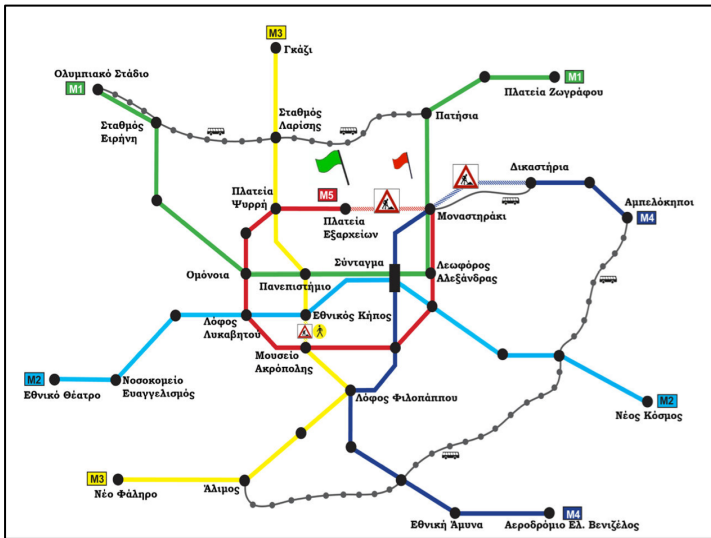 M3
Γκάζι
Ολυμπιακό Στάδιο
M1
M1
Πλατεία Ζωγράφου
Σταθμός
Ειρήνη
Σταθμός
Λαρίσης
Πατήσια
Δικαστήρια
Πλατεία
Ψυρρή
M5
Πλατεία
Εξαρχείων
Μοναστηράκι
Αμπελόκηποι
M4
Ομόνοια
Σύνταγμα
Πανεπιστήμιο
Λεωφόρος
Αλεξάνδρας
Λόφος
Λυκαβητού
Εθνικός Κήπος
Μουσείο
Ακρόπολης
M2
Εθνικό Θέατρο
Νοσοκομείο
Ευαγγελισμός
Λόφος Φιλοπάππου
M2
Νέος Κόσμος
M3
Νέο Φάληρο
Άλιμος
Εθνική Άμυνα
Αεροδρόμιο Ελ. Βενιζέλος
M4